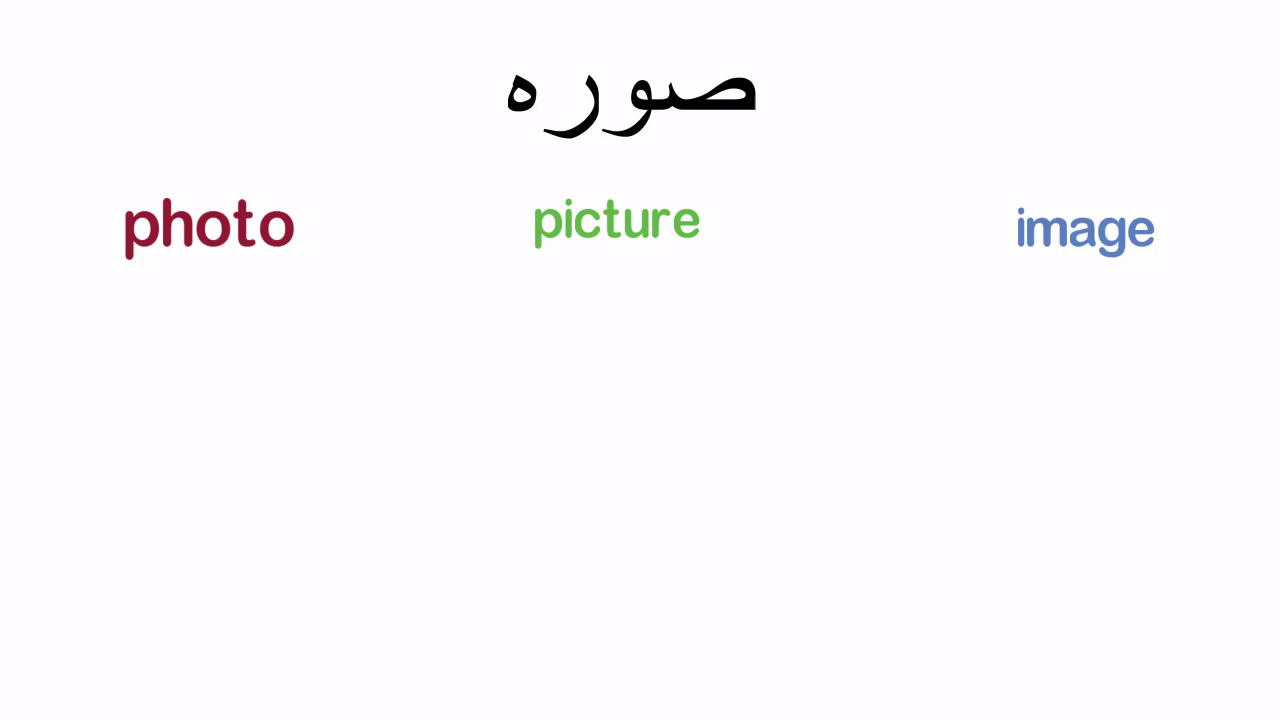 صوره
photo picture image